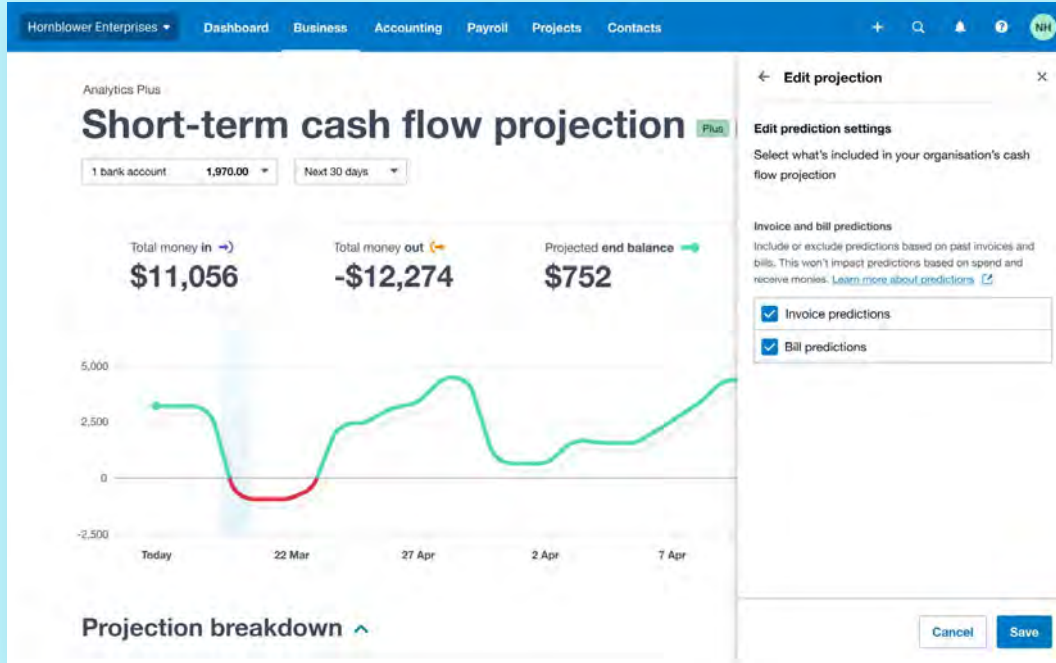 Hornblower Enterprises
Dashboard
Business
Accounting
Payroll
Projects
Contacts
NH
Analytics Plus
Short-term cash flow projection
Plus
1 bank account 1,970.00
Next 30 days
Total money in
$11,056
Total money out
-$12,274
Projected end balance
$752
5,000
2,500
0
-2,500
Today
22 Mar
27 Apr
2 Apr
7 Apr
Projection breakdown
Edit projection
Edit prediction settings
Select what's included in your organisation's cash
flow projection
Invoice and bill predictions
Include or exclude predictions based on past invoices and
bills. This won't impact predictions based on spend and
receive monies. Learn more about predictions
Invoice predictions
Bill predictions
Cancel
Save